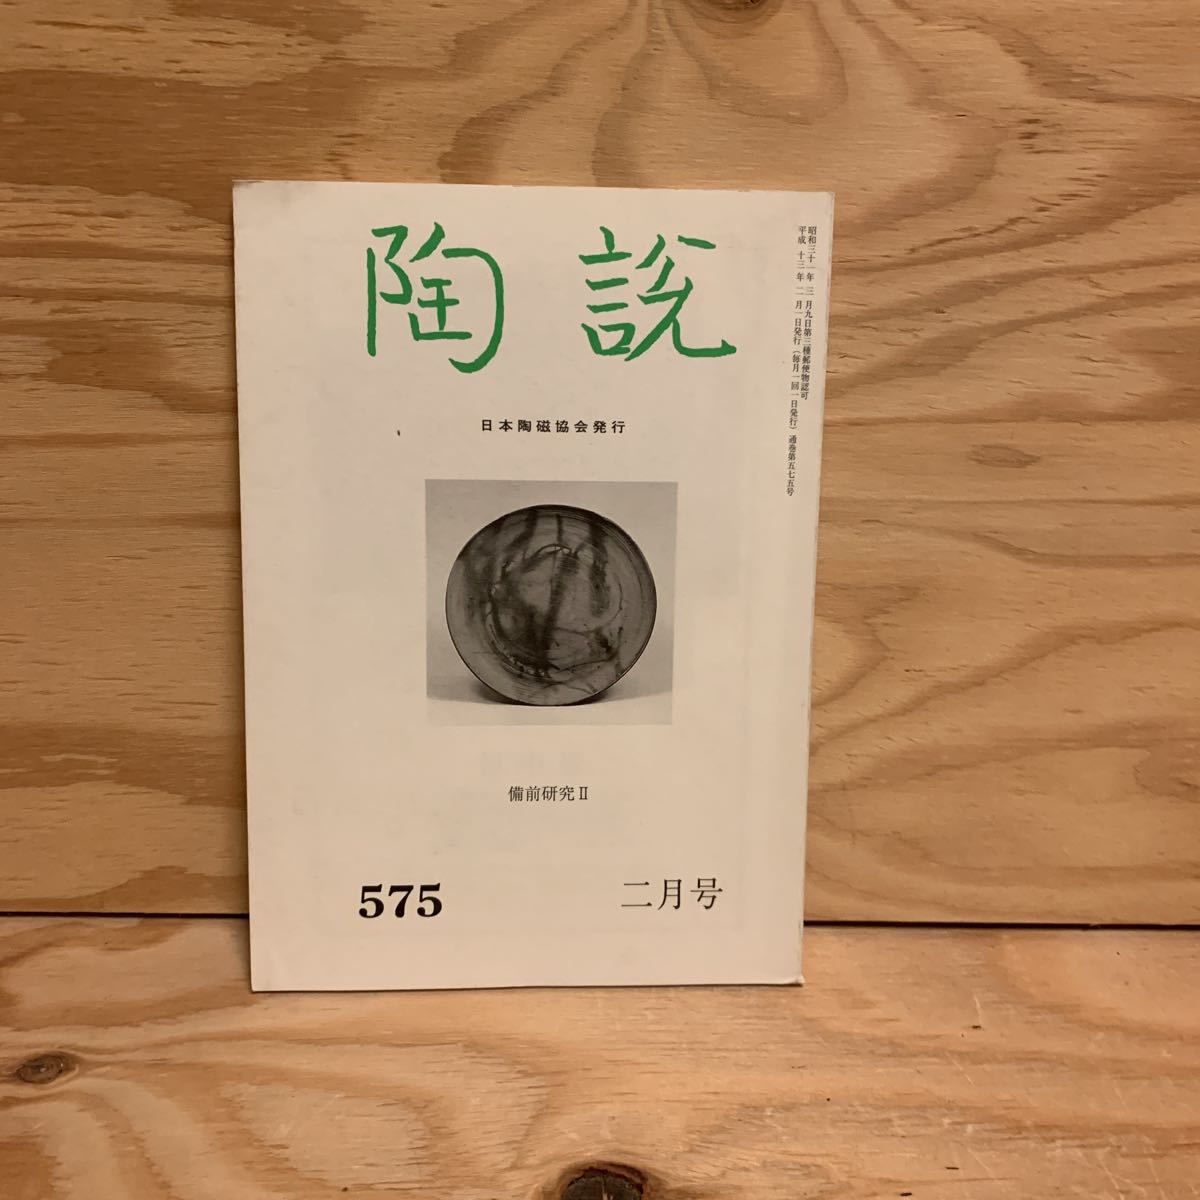 陶説
日本陶磁協会発行
備前研究Ⅱ
575
二月号
昭和三十一年三月九日第三種郵便物認可
平成十三年二月一日発行（毎月一回一日発行）通巻第五七五号